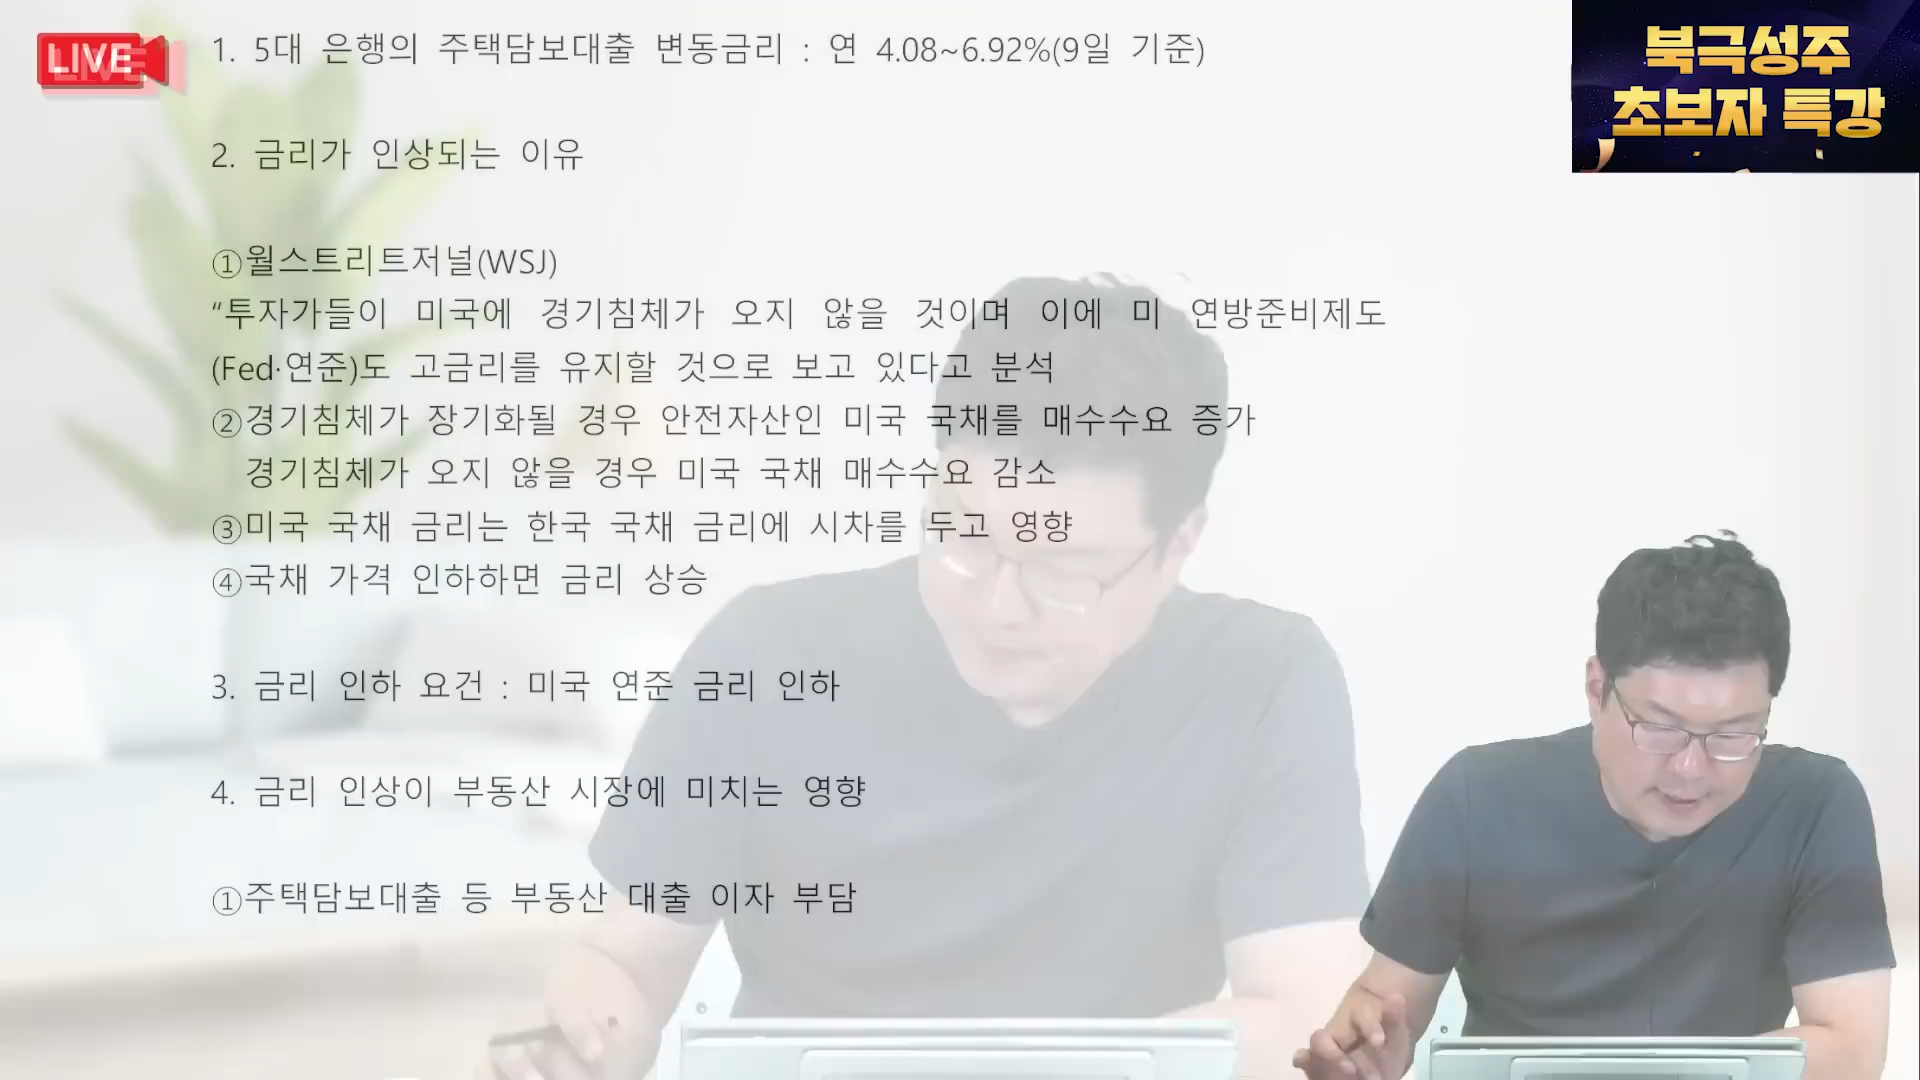 LIVE
북극성주
초보자 특강
1. 5대 은행의 주택담보대출 변동금리 : 연 4.08~6.92%(9일 기준)
2. 금리가 인상되는 이유
①월스트리트저널(WSJ)
“투자가들이 미국에 경기침체가 오지 않을 것이며 이에 미 연방준비제도
(Fed·연준)도 고금리를 유지할 것으로 보고 있다고 분석
②경기침체가 장기화될 경우 안전자산인 미국 국채를 매수수요 증가
경기침체가 오지 않을 경우 미국 국채 매수수요 감소
③미국 국채 금리는 한국 국채 금리에 시차를 두고 영향
④국채 가격 인하하면 금리 상승
3. 금리 인하 요건 : 미국 연준 금리 인하
4. 금리 인상이 부동산 시장에 미치는 영향
①주택담보대출 등 부동산 대출 이자 부담